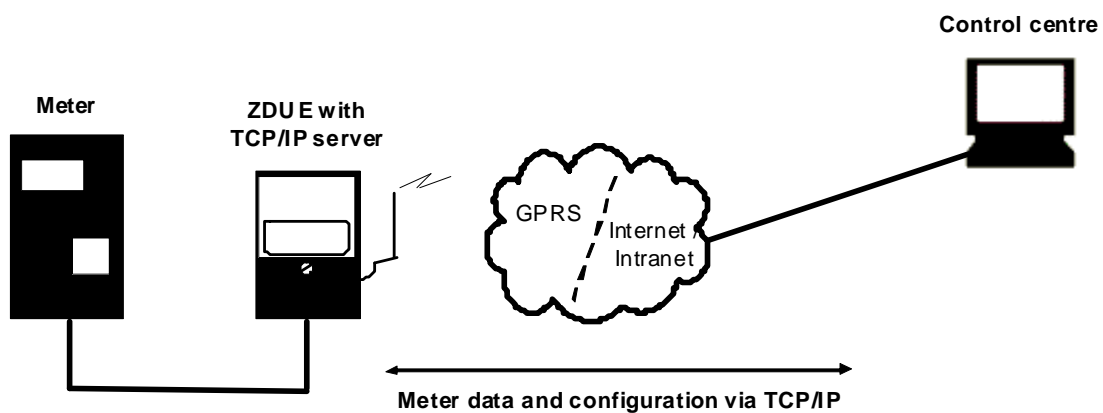 Control centre
Meter
ZDUE with
TCP/IP server
GPRS
Internet /
Intranet
Meter data and configuration via TCP/IP